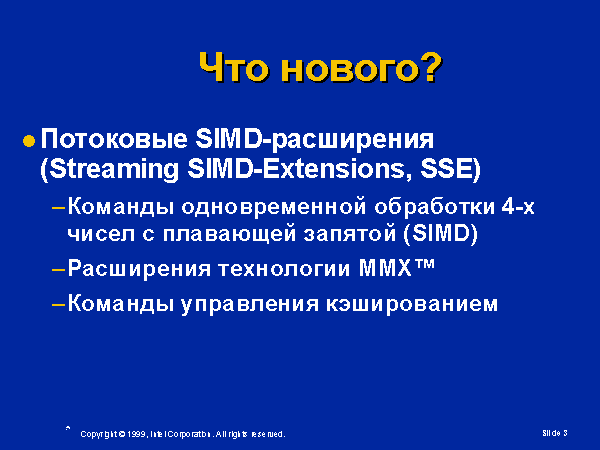 Что нового?
● Потоковые SIMD-расширения
(Streaming SIMD-Extensions, SSE)
–Команды одновременной обработки 4-х
чисел с плавающей запятой (SIMD)
–Расширения технологии MMX™
–Команды управления кэшированием
* Copyright © 1999, Intel Corporation. All rights reserved.
Slide 3